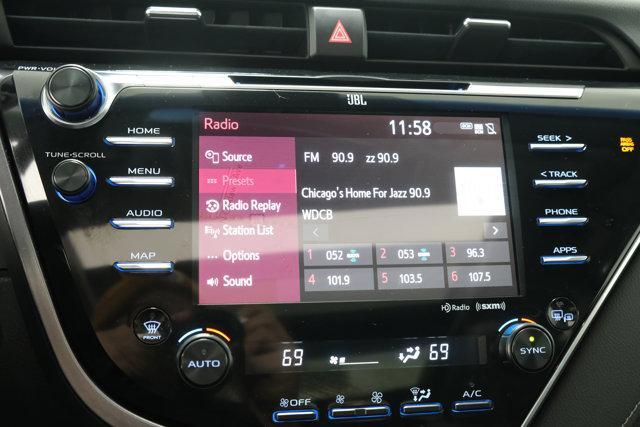 PWR•VOL
JBL
Radio 11:58
HOME
MENU
AUDIO
MAP
TUNE•SCROLL
Source
Presets
Radio Replay
Station List
Options
Sound
FM 90.9 zz 90.9
Chicago's Home For Jazz 90.9
WDCB
1 052 2 053 3 96.3
4 101.9 5 103.5 6 107.5
SEEK >
< TRACK
PHONE
APPS
OFF
HD Radio ((sxm))
FRONT
AUTO
69 69
SYNC
OFF
A/C